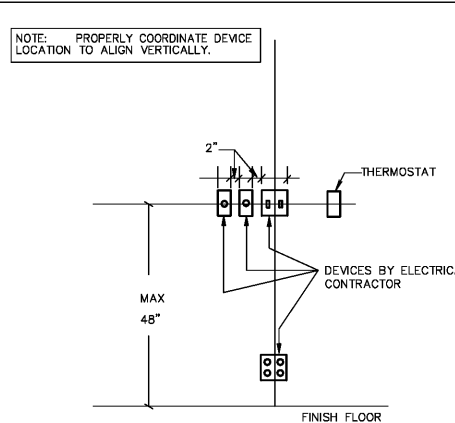 NOTE: PROPERLY COORDINATE DEVICE
LOCATION TO ALIGN VERTICALLY.
2"
THERMOSTAT
DEVICES BY ELECTRICA
CONTRACTOR
MAX
48"
FINISH FLOOR